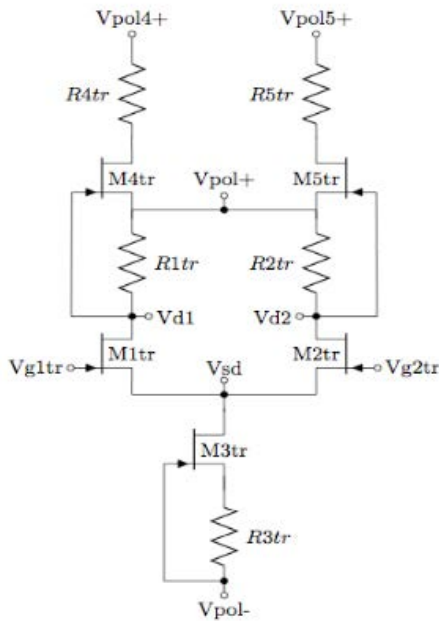 Vpol4+ Vpol5+
R4tr R5tr
M4tr Vpol+ M5tr
R1tr R2tr
Vd1 Vd2
Vg1tr M1tr Vsd M2tr Vg2tr
M3tr
R3tr
Vpol-